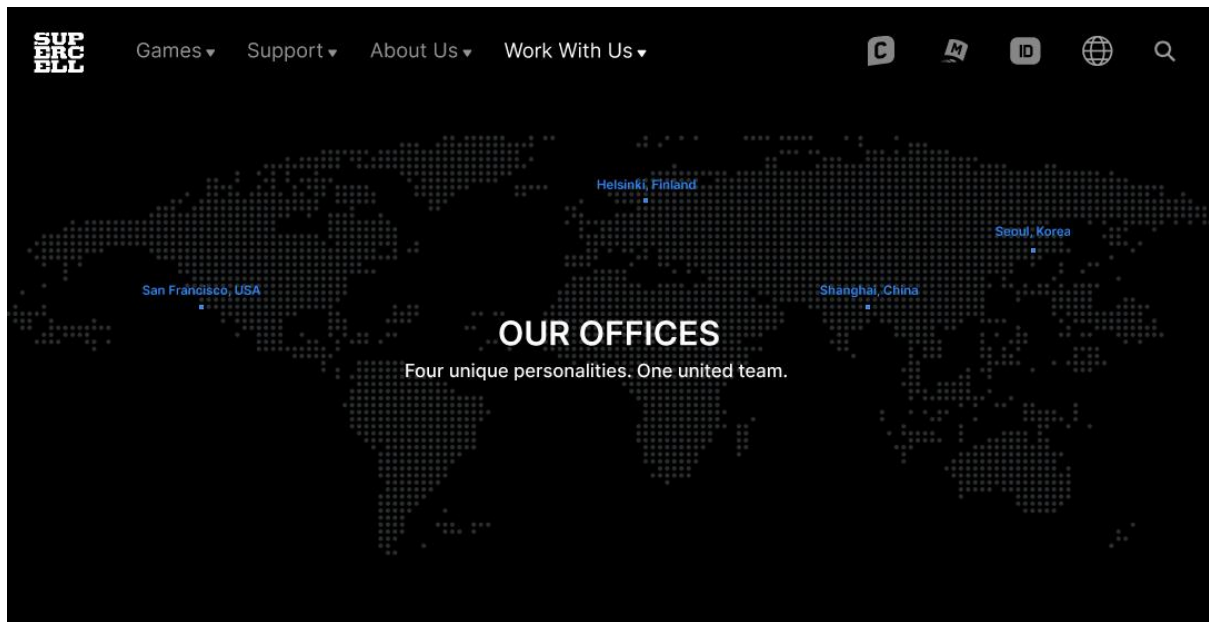 SUP
ERC
ELL
Games
Support
About Us
Work With Us
C
M
ID
Helsinki, Finland
Seoul, Korea
San Francisco, USA
Shanghai, China
OUR OFFICES
Four unique personalities. One united team.